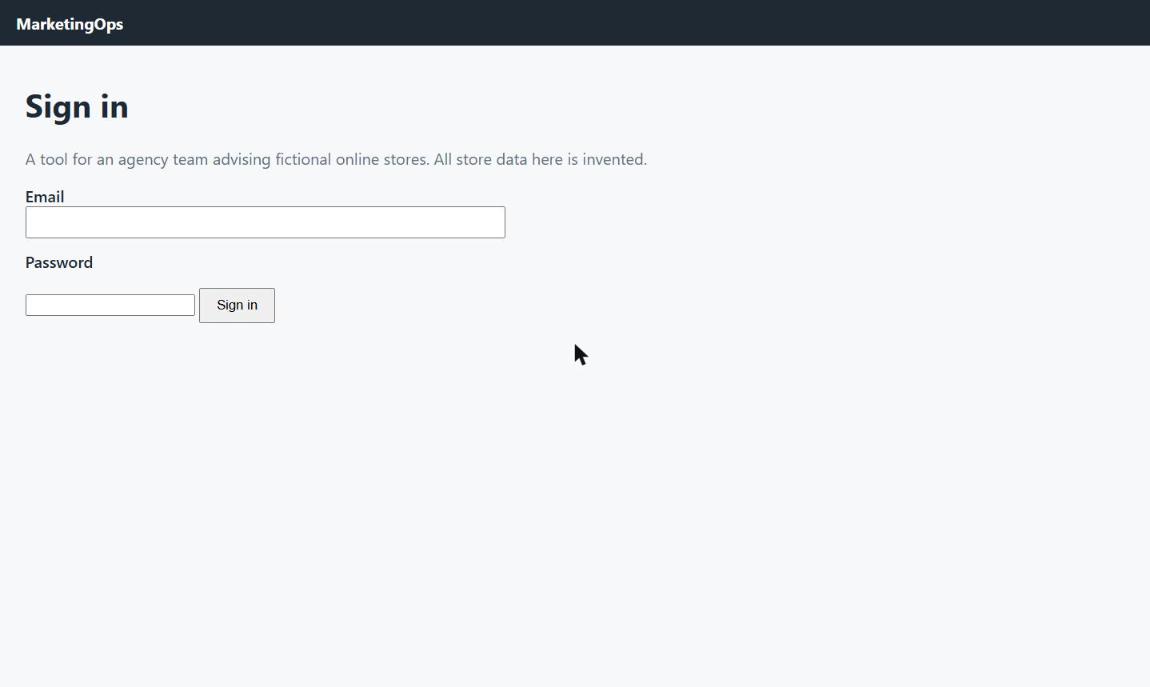 MarketingOps
Sign in
A tool for an agency team advising fictional online stores. All store data here is invented.
Email
Password
Sign in